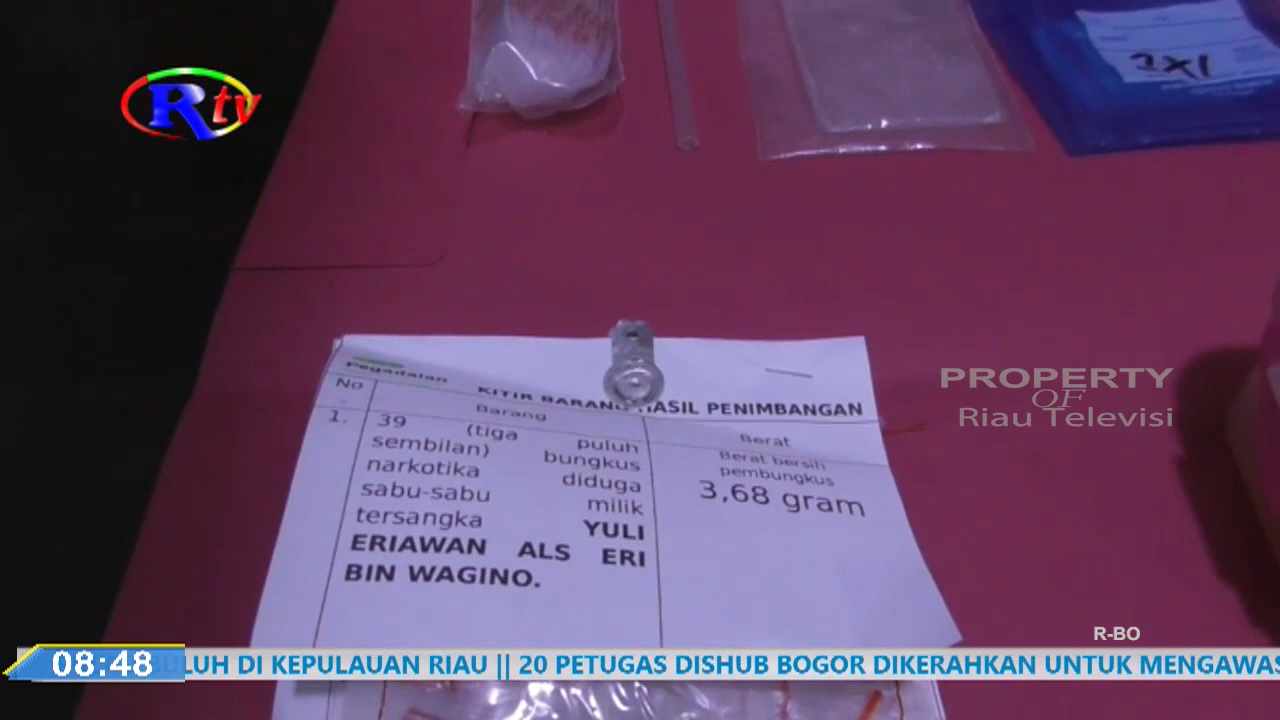 Rtv
3X1
Pegadaian
KITIR BARANG HASIL PENIMBANGAN
No
Barang
Berat
1.
39 (tiga puluh
sembilan) bungkus
narkotika diduga
sabu-sabu milik
tersangka YULI
ERIAWAN ALS ERI
BIN WAGINO.
Berat bersih
pembungkus
3,68 gram
PROPERTY
OF
Riau Televisi
R-BO
08:48
ULUH DI KEPULAUAN RIAU || 20 PETUGAS DISHUB BOGOR DIKERAHKAN UNTUK MENGAWAS